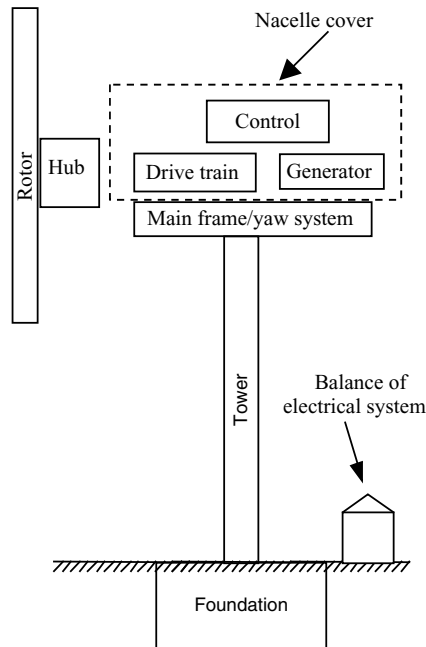 Nacelle cover
Control
Rotor
Hub
Drive train
Generator
Main frame/yaw system
Tower
Balance of
electrical system
Foundation